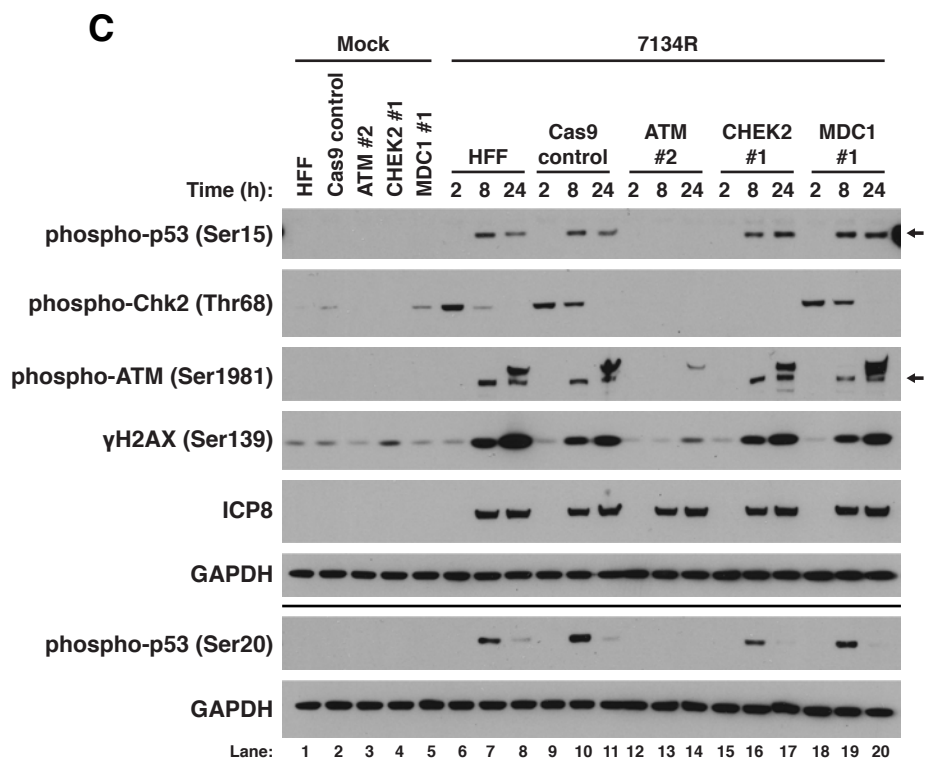 C
Mock
7134R
HFF
Cas9 control
ATM #2
CHEK2 #1
MDC1 #1
HFF
Cas9
control
ATM
#2
CHEK2
#1
MDC1
#1
Time (h): 2 8 24 2 8 24 2 8 24 2 8 24 2 8 24
phospho-p53 (Ser15)
phospho-Chk2 (Thr68)
phospho-ATM (Ser1981)
γH2AX (Ser139)
ICP8
GAPDH
phospho-p53 (Ser20)
GAPDH
Lane: 1 2 3 4 5 6 7 8 9 10 11 12 13 14 15 16 17 18 19 20